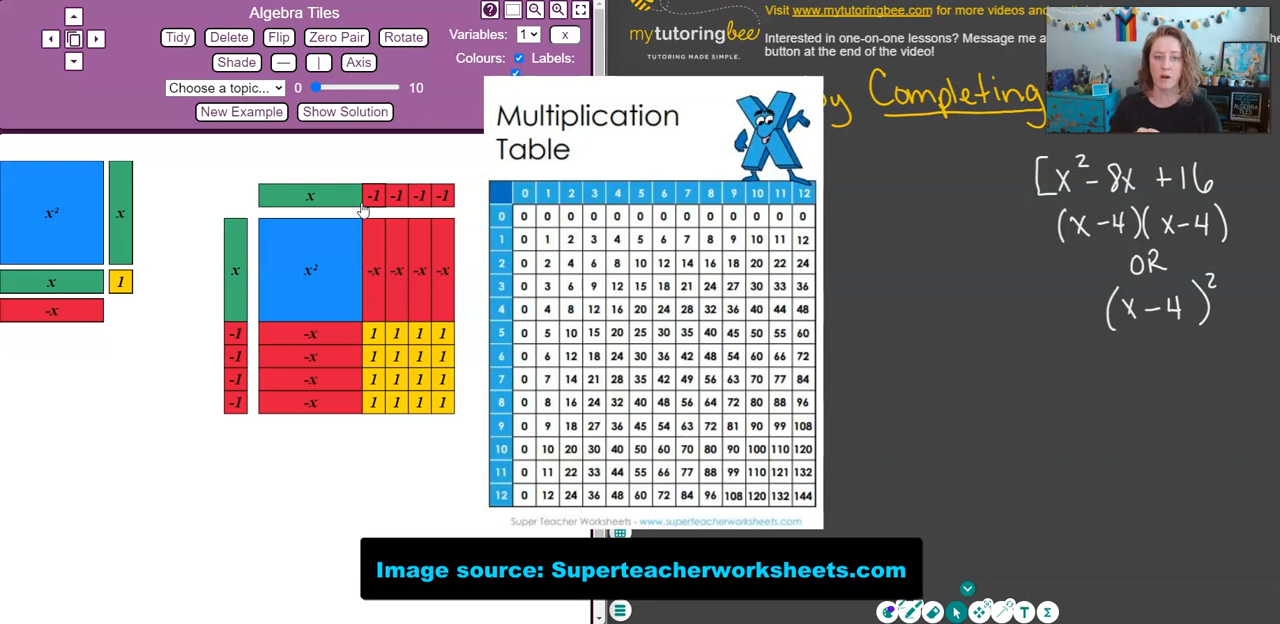 Algebra Tiles
Tidy Delete Flip Zero Pair Rotate
Shade — | Axis
Choose a topic... 0 10
New Example Show Solution
? Variables: 1 x
Colours: Labels:
x² x
x 1
-x
x -1 -1 -1 -1
x x² -x -x -x -x
-1 -x 1 1 1 1
-1 -x 1 1 1 1
-1 -x 1 1 1 1
-1 -x 1 1 1 1
Multiplication
Table
0 1 2 3 4 5 6 7 8 9 10 11 12
0 0 0 0 0 0 0 0 0 0 0 0 0 0 0
1 0 1 2 3 4 5 6 7 8 9 10 11 12
2 0 2 4 6 8 10 12 14 16 18 20 22 24
3 0 3 6 9 12 15 18 21 24 27 30 33 36
4 0 4 8 12 16 20 24 28 32 36 40 44 48
5 0 5 10 15 20 25 30 35 40 45 50 55 60
6 0 6 12 18 24 30 36 42 48 54 60 66 72
7 0 7 14 21 28 35 42 49 56 63 70 77 84
8 0 8 16 24 32 40 48 56 64 72 80 88 96
9 0 9 18 27 36 45 54 63 72 81 90 99 108
10 0 10 20 30 40 50 60 70 80 90 100 110 120
11 0 11 22 33 44 55 66 77 88 99 110 121 132
12 0 12 24 36 48 60 72 84 96 108 120 132 144
Super Teacher Worksheets - www.superteacherworksheets.com
Image source: Superteacherworksheets.com
mytutoringbee
TUTORING MADE SIMPLE.
Visit www.mytutoringbee.com for more videos and
Interested in one-on-one lessons? Message me a
button at the end of the video!
by Completing
[x² - 8x + 16
(x - 4)(x - 4)
OR
(x - 4)²
T Σ